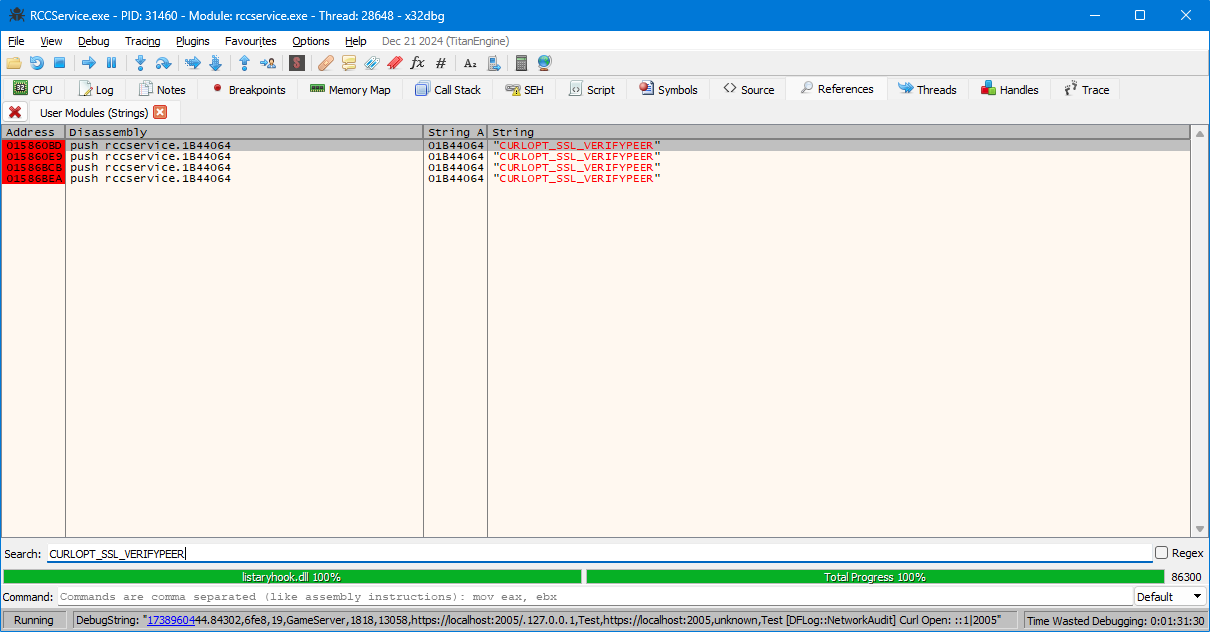 RCCService.exe - PID: 31460 - Module: rccservice.exe - Thread: 28648 - x32dbg
File View Debug Tracing Plugins Favourites Options Help Dec 21 2024 (TitanEngine)
CPU Log Notes Breakpoints Memory Map Call Stack SEH Script Symbols Source References Threads Handles Trace
User Modules (Strings)
Address Disassembly String A String
015860BD push rccservice.1B44064 01B44064 "CURLOPT_SSL_VERIFYPEER"
015860E9 push rccservice.1B44064 01B44064 "CURLOPT_SSL_VERIFYPEER"
01586BCB push rccservice.1B44064 01B44064 "CURLOPT_SSL_VERIFYPEER"
01586BEA push rccservice.1B44064 01B44064 "CURLOPT_SSL_VERIFYPEER"
Search: CURLOPT_SSL_VERIFYPEER Regex
listaryhook.dll 100% Total Progress 100% 86300
Command: Commands are comma separated (like assembly instructions): mov eax, ebx Default
Running DebugString: "1738960444.84302,6fe8,19,GameServer,1818,13058,https://localhost:2005/.127.0.0.1,Test,https://localhost:2005,unknown,Test [DFLog::NetworkAudit] Curl Open: ::1|2005" Time Wasted Debugging: 0:01:31:30